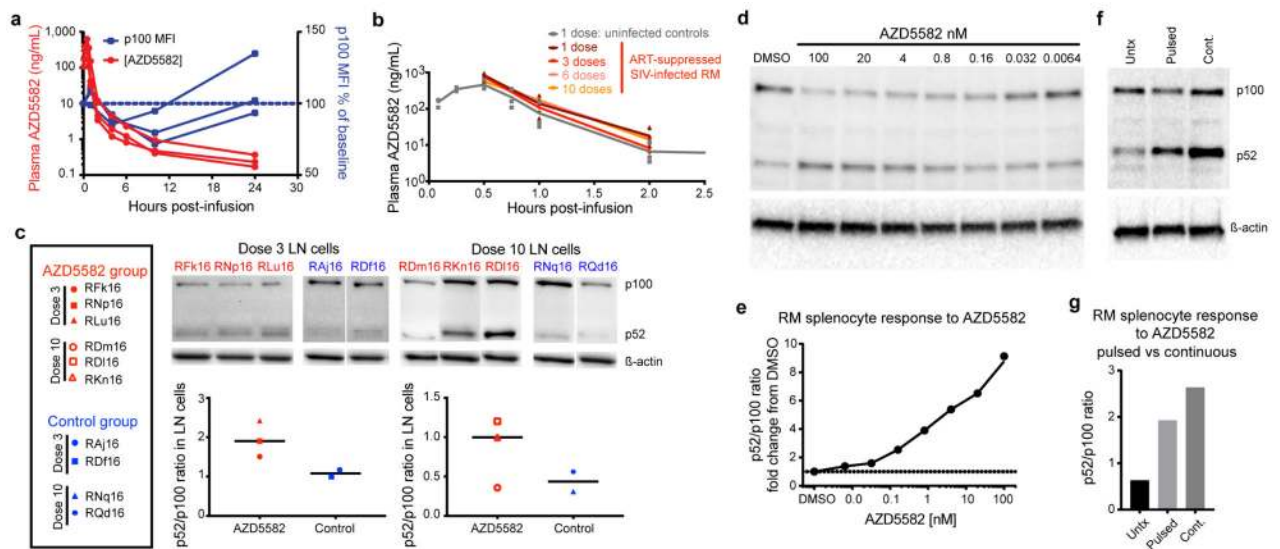 a
Plasma AZD5582 (ng/mL)
1,000
100
10
1
0.1
p100 MFI
[AZD5582]
150
100
50
p100 MFI % of baseline
0 6 12 18 24 30
Hours post-infusion
b
Plasma AZD5582 (ng/mL)
10³
10²
10¹
10⁰
1 dose: uninfected controls
1 dose
3 doses
6 doses
10 doses
ART-suppressed
SIV-infected RM
0.0 0.5 1.0 1.5 2.0 2.5
Hours post-infusion
c
AZD5582 group
Dose 3
RFk16
RNp16
RLu16
Dose 10
RDm16
RDl16
RKn16
Control group
Dose 3
RAj16
RDf16
Dose 10
RNq16
RQd16
Dose 3 LN cells
RFk16 RNp16 RLu16 RAj16 RDf16
Dose 10 LN cells
RDm16 RKn16 RDl16 RNq16 RQd16
p100
p52
ß-actin
p52/p100 ratio in LN cells
3
2
1
0
AZD5582 Control
p52/p100 ratio in LN cells
1.5
1.0
0.5
0.0
AZD5582 Control
d
AZD5582 nM
DMSO 100 20 4 0.8 0.16 0.032 0.0064
e
RM splenocyte response to AZD5582
p52/p100 ratio
fold change from DMSO
10
8
6
4
2
0
DMSO 0.0 0.1 1 10 100
AZD5582 [nM]
f
Untx Pulsed Cont.
p100
p52
ß-actin
g
RM splenocyte response
to AZD5582
pulsed vs continuous
p52/p100 ratio
3
2
1
0
Untx Pulsed Cont.